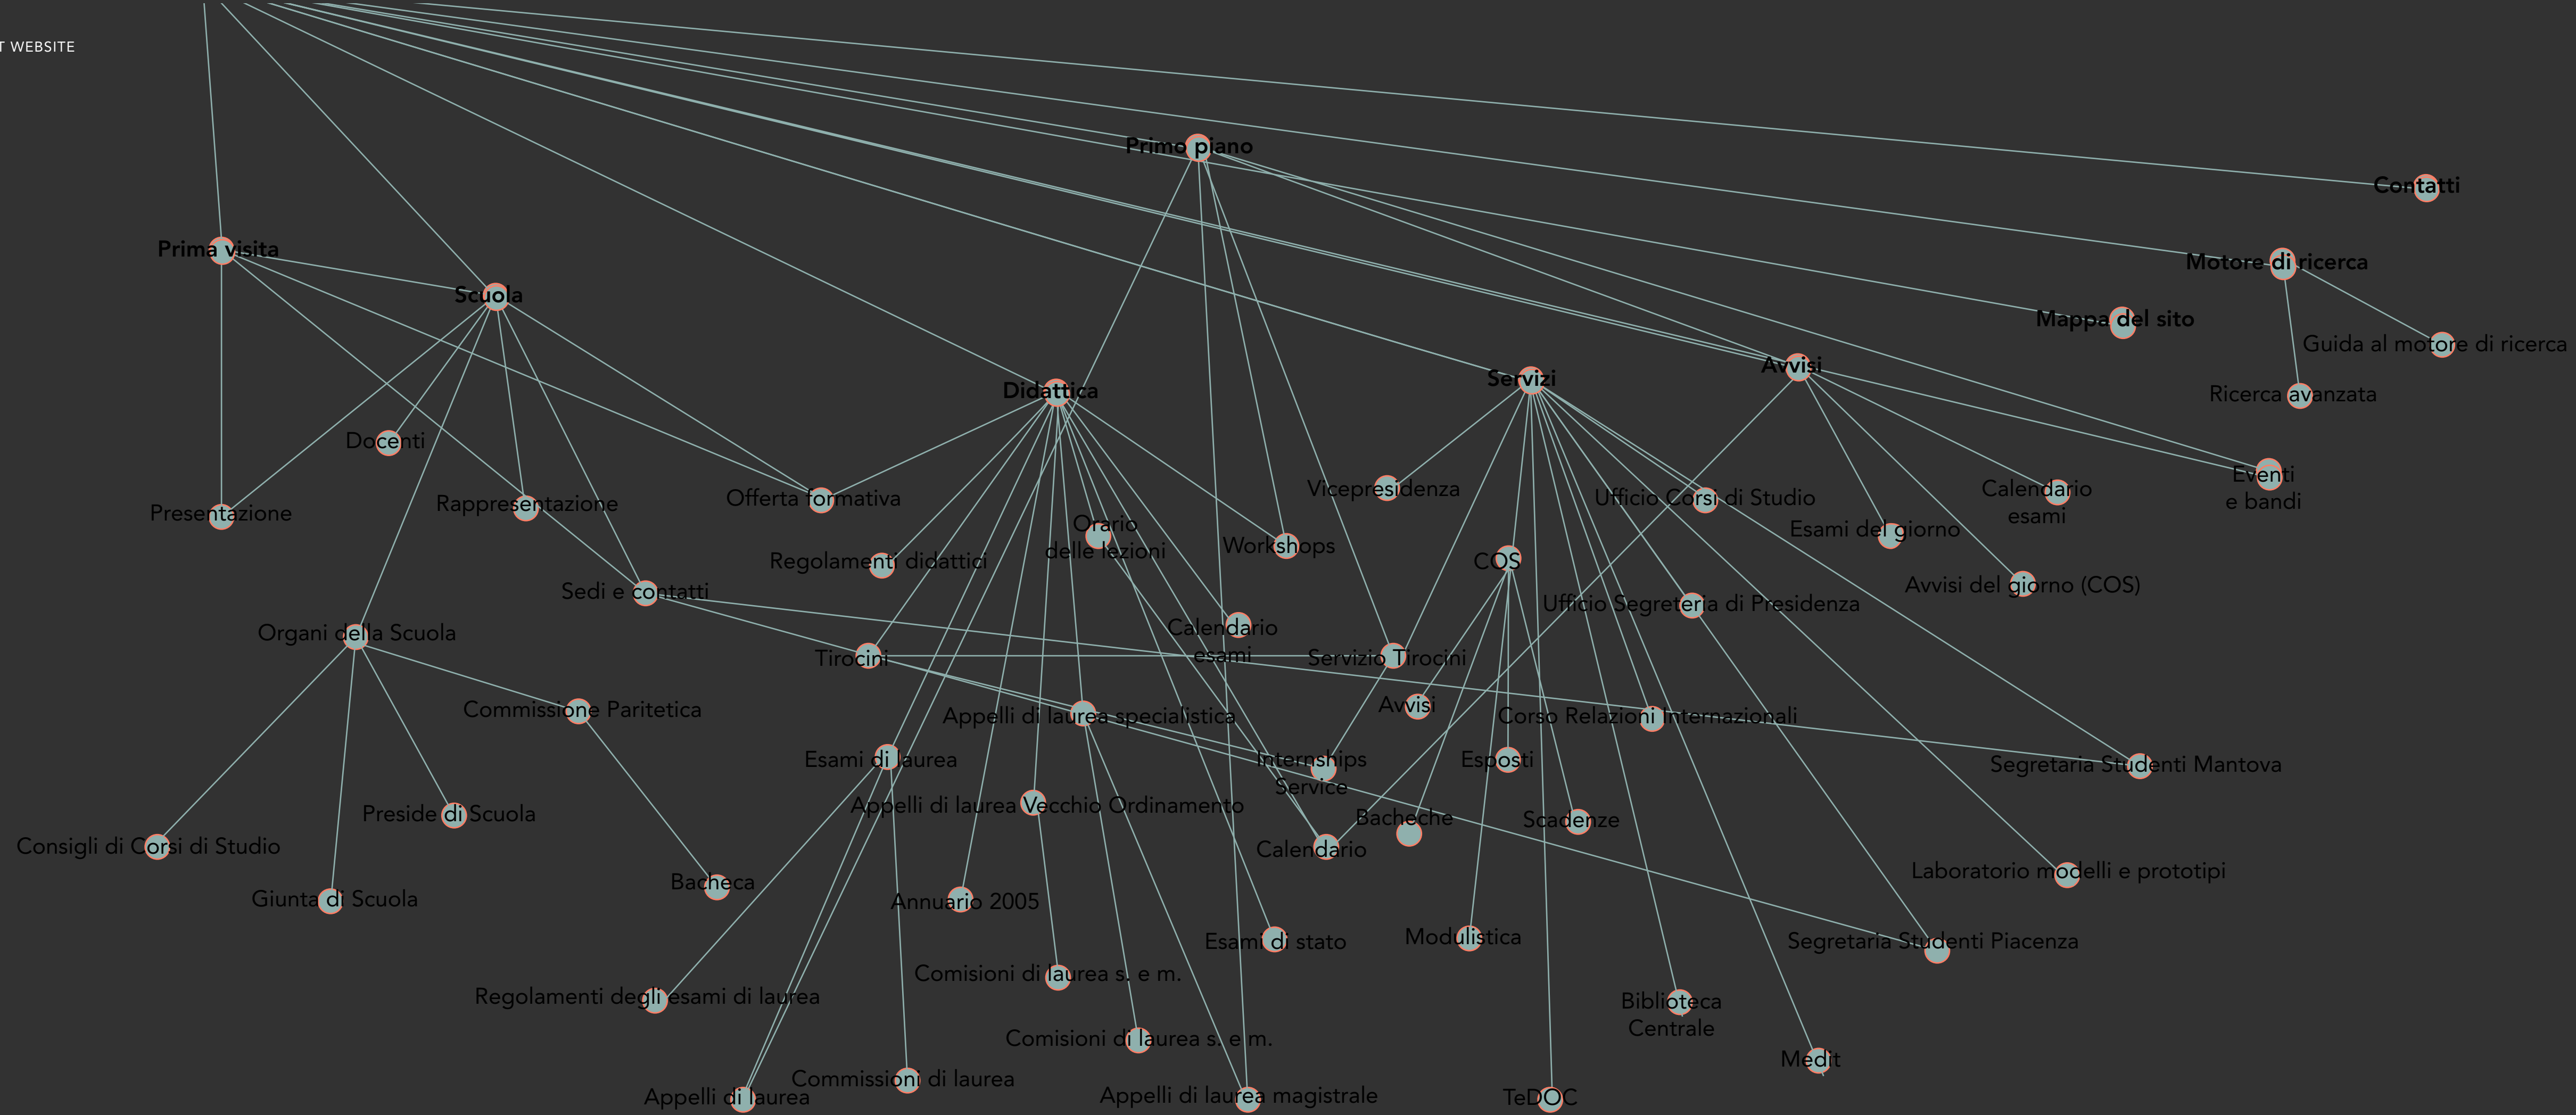 T WEBSITE
Primo piano
Contatti
Prima visita
Motore di ricerca
Scuola
Mappa del sito
Guida al motore di ricerca
Avvisi
Servizi
Didattica
Ricerca avanzata
Docenti
Eventi
e bandi
Vicepresidenza
Calendario
esami
Offerta formativa
Ufficio Corsi di Studio
Rappresentazione
Presentazione
Orario
delle lezioni
Esami del giorno
Workshops
Regolamenti didattici
COS
Avvisi del giorno (COS)
Sedi e contatti
Ufficio Segreteria di Presidenza
Calendario
esami
Organi della Scuola
Tirocini
Servizio Tirocini
Avvisi
Commissione Paritetica
Appelli di laurea specialistica
Corso Relazioni Internazionali
Esami di laurea
Internships
Service
Esposti
Segretaria Studenti Mantova
Appelli di laurea Vecchio Ordinamento
Preside di Scuola
Bacheche
Scadenze
Consigli di Corsi di Studio
Calendario
Laboratorio modelli e prototipi
Bacheca
Giunta di Scuola
Annuario 2005
Esami di stato
Modulistica
Segretaria Studenti Piacenza
Comisioni di laurea s. e m.
Regolamenti degli esami di laurea
Biblioteca
Centrale
Comisioni di laurea s. e m.
Medit
Commissioni di laurea
Appelli di laurea
Appelli di laurea magistrale
TeDOC